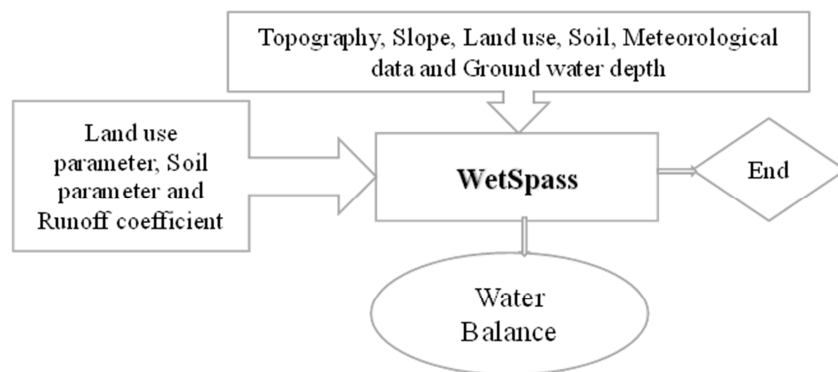 Topography, Slope, Land use, Soil, Meteorological
data and Ground water depth
Land use
parameter, Soil
parameter and
Runoff coefficient
WetSpass
End
Water
Balance